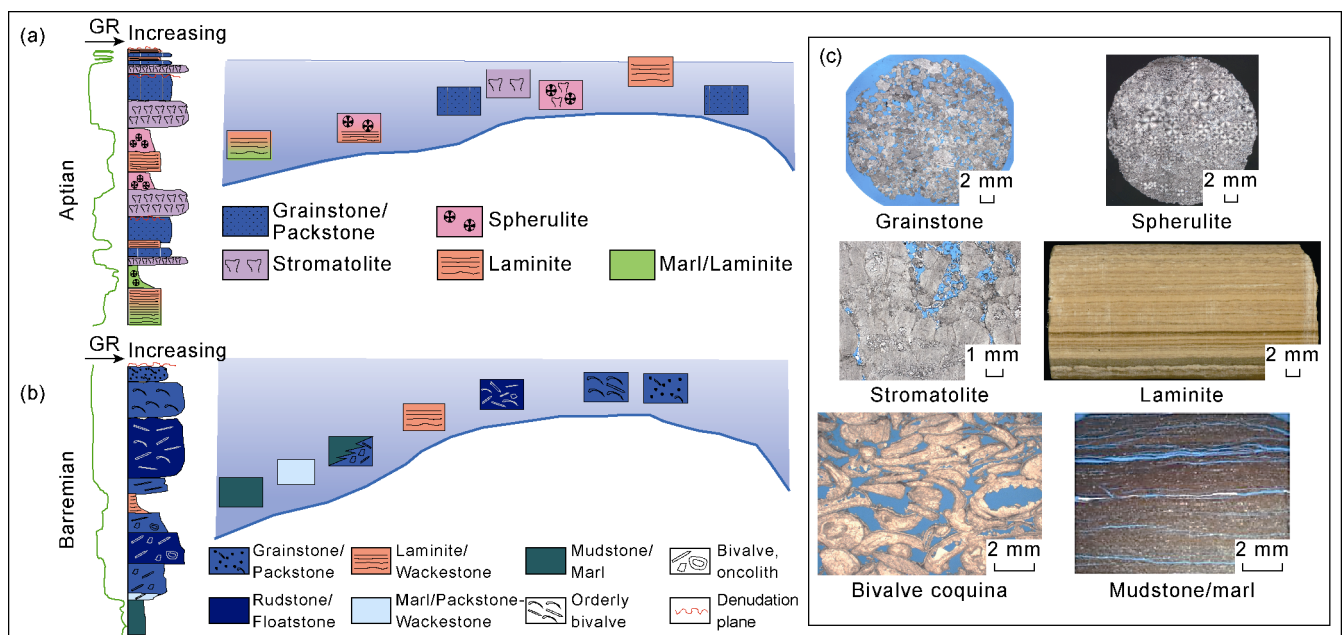 (a)
GR
Increasing
Aptian
Grainstone/
Packstone
Spherulite
Stromatolite
Laminite
Marl/Laminite
(b)
GR
Increasing
Barremian
Grainstone/
Packstone
Laminite/
Wackestone
Mudstone/
Marl
Bivalve,
oncolith
Rudstone/
Floatstone
Marl/Packstone-
Wackestone
Orderly
bivalve
Denudation
plane
(c)
2 mm
Grainstone
2 mm
Spherulite
1 mm
Stromatolite
2 mm
Laminite
2 mm
Bivalve coquina
2 mm
Mudstone/marl